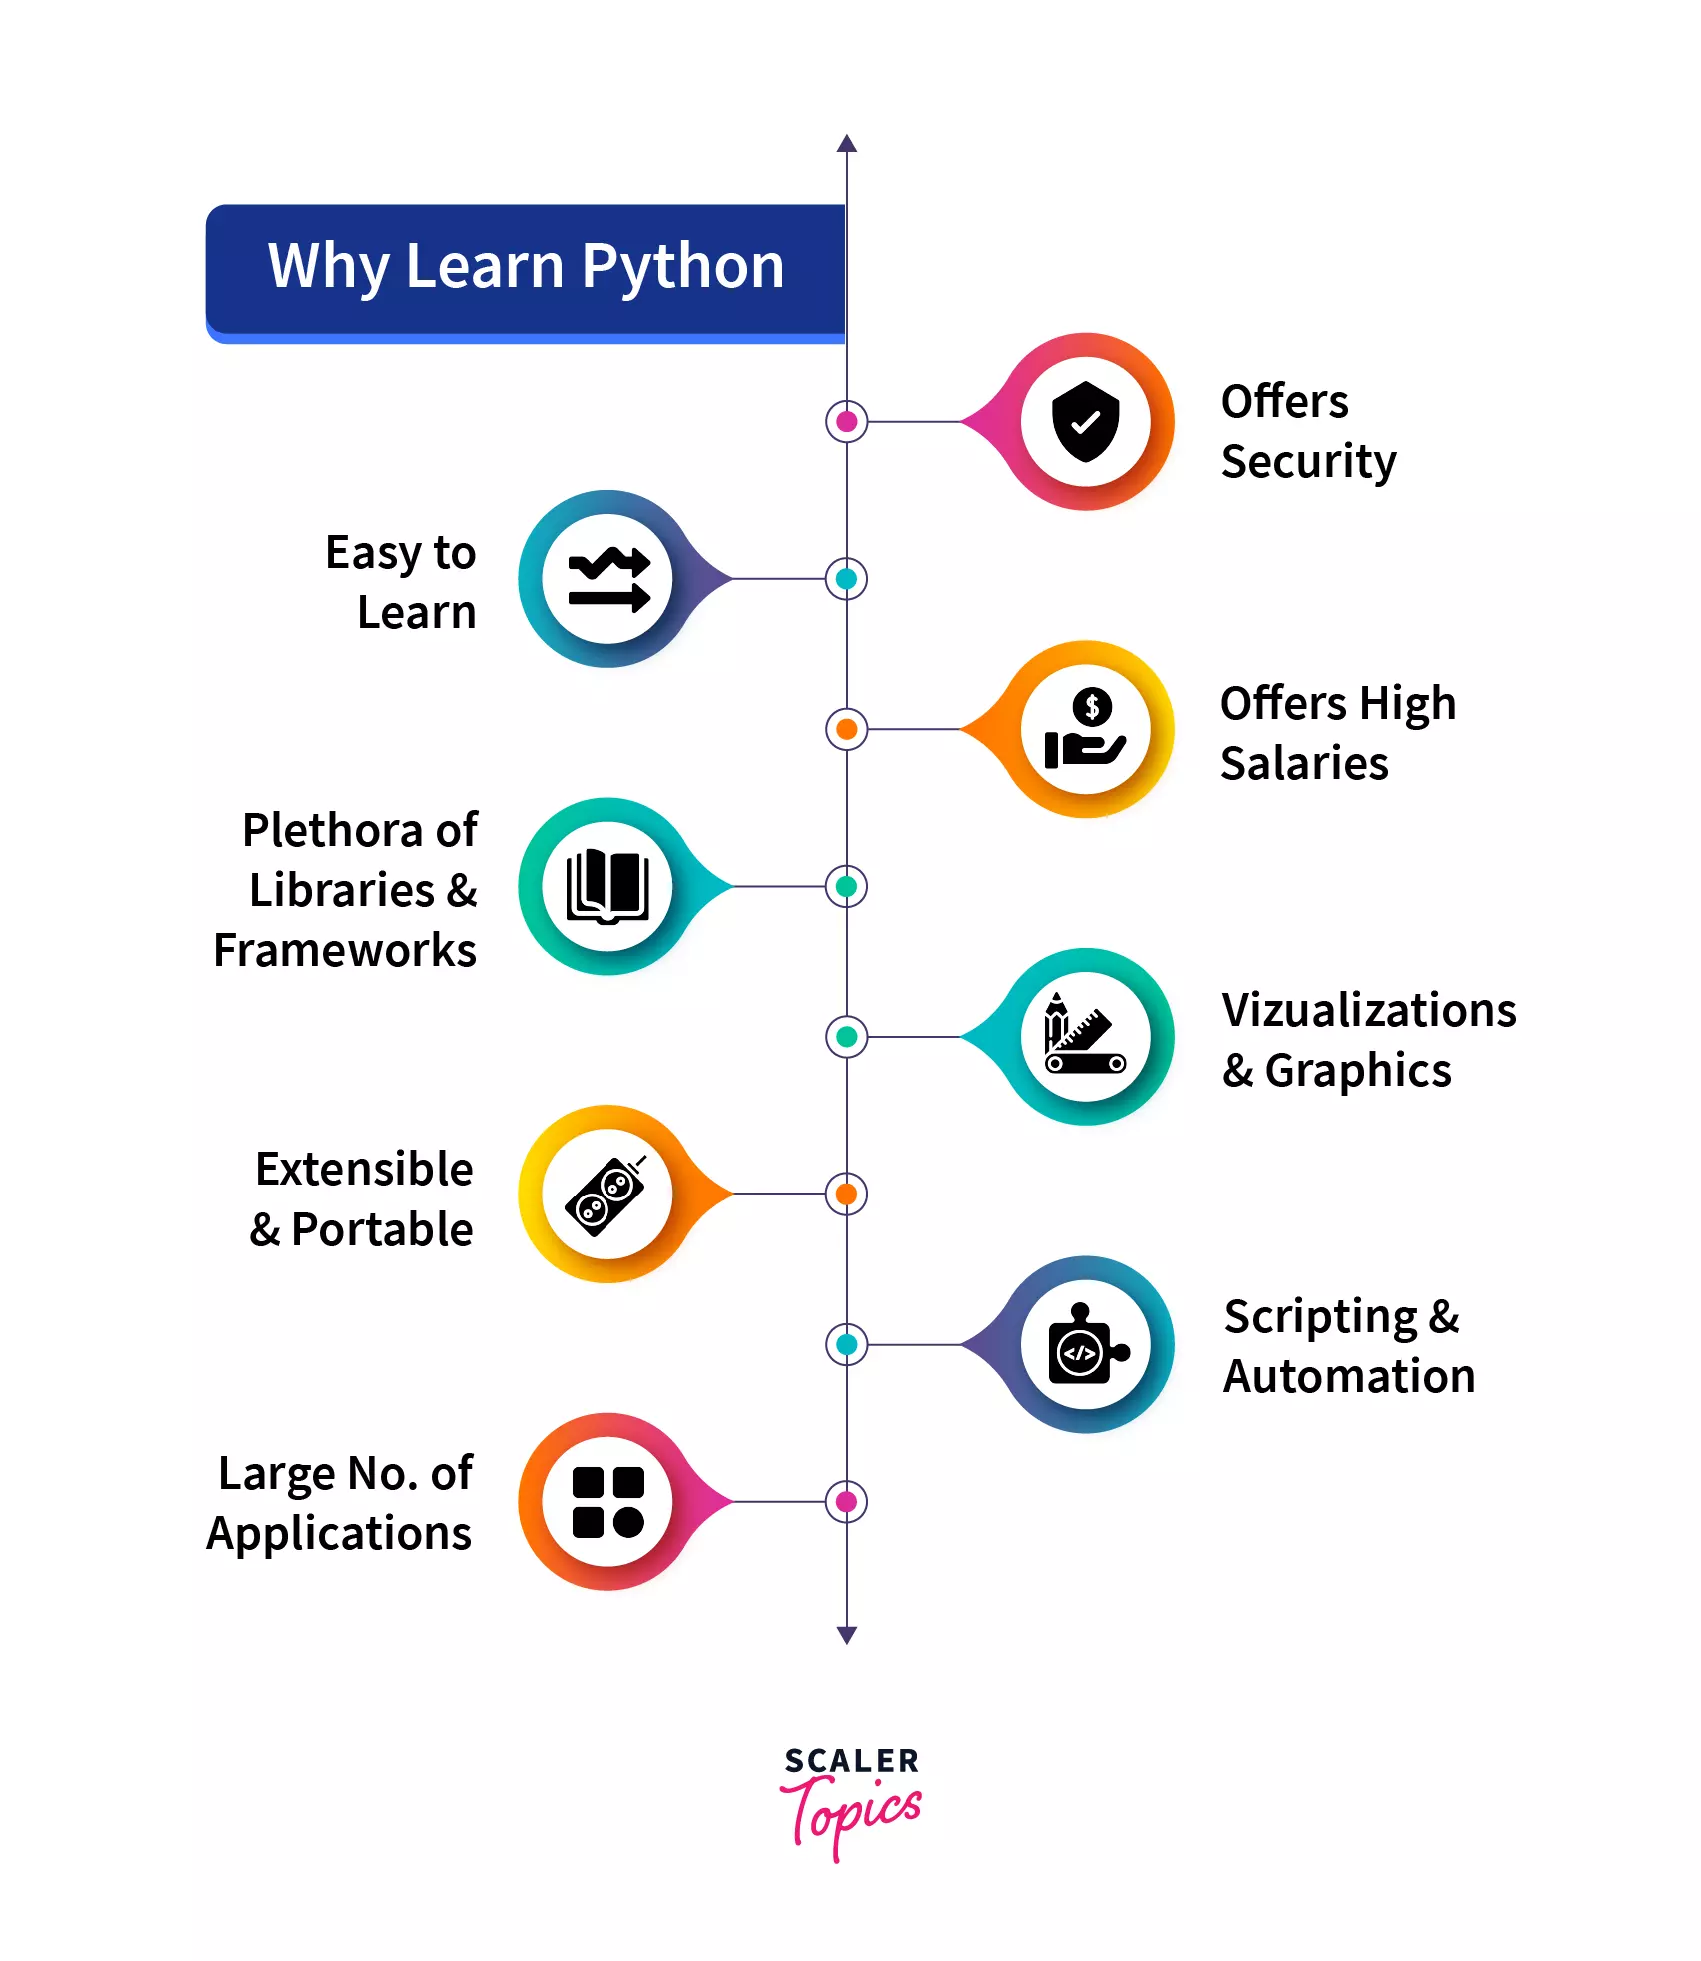 Why Learn Python
Offers
Security
Easy to
Learn
Offers High
Salaries
Plethora of
Libraries &
Frameworks
Vizualizations
& Graphics
Extensible
& Portable
Scripting &
Automation
Large No. of
Applications
SCALER
Topics